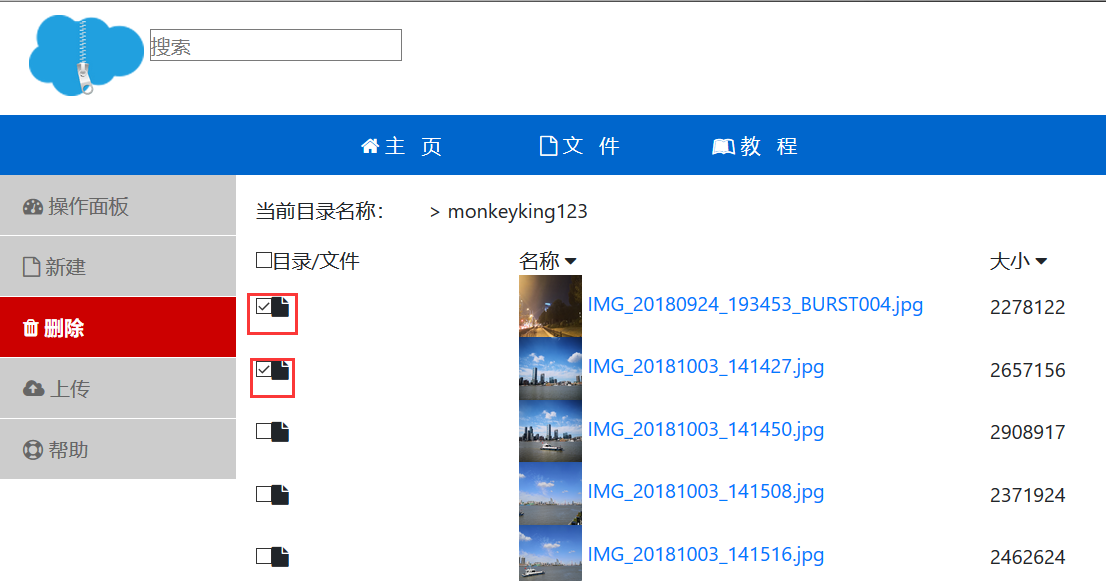 搜索
主 页 文 件 教 程
操作面板
新建
删除
上传
帮助
当前目录名称： > monkeyking123
目录/文件 名称 大小
IMG_20180924_193453_BURST004.jpg 2278122
IMG_20181003_141427.jpg 2657156
IMG_20181003_141450.jpg 2908917
IMG_20181003_141508.jpg 2371924
IMG_20181003_141516.jpg 2462624